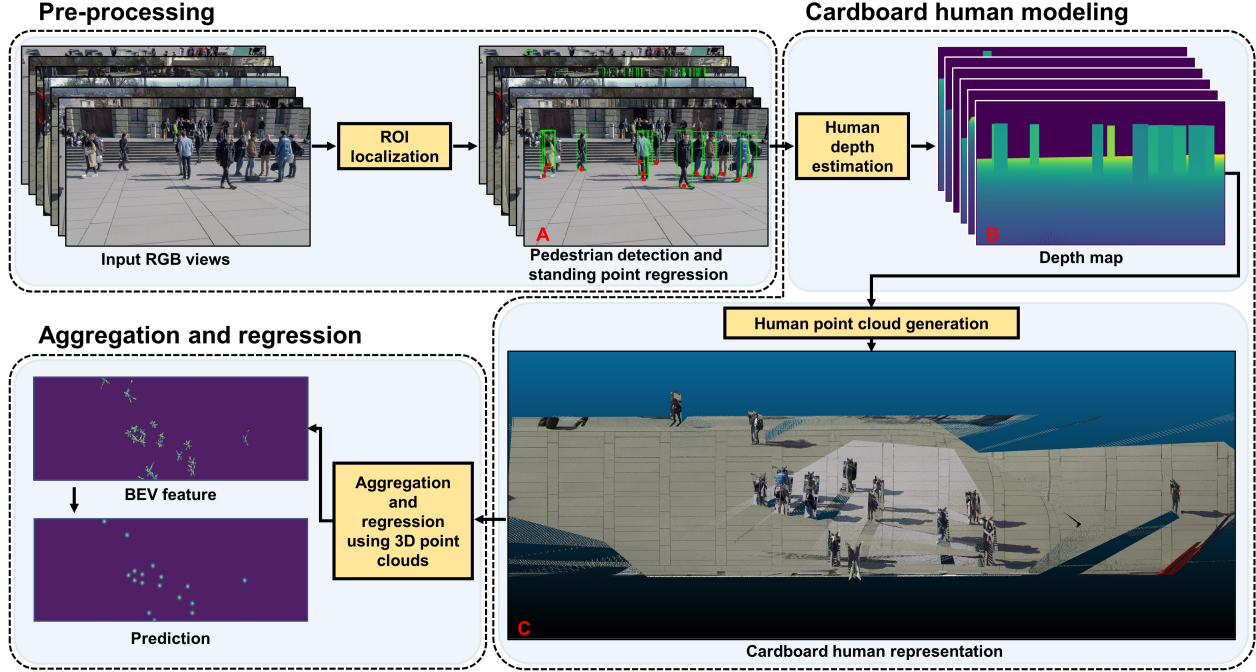 Pre-processing
Cardboard human modeling
ROI
localization
Human
depth
estimation
A
B
Input RGB views
Pedestrian detection and
standing point regression
Depth map
Human point cloud generation
Aggregation and regression
BEV feature
Aggregation
and
regression
using 3D point
clouds
Prediction
C
Cardboard human representation